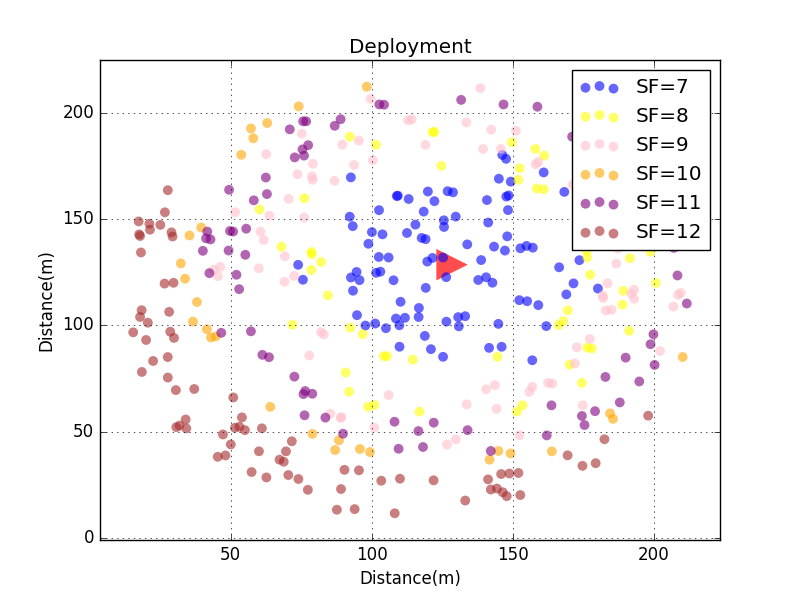 Deployment
SF=7
SF=8
SF=9
SF=10
SF=11
SF=12
200
150
100
50
0
Distance(m)
50
100
150
200
Distance(m)